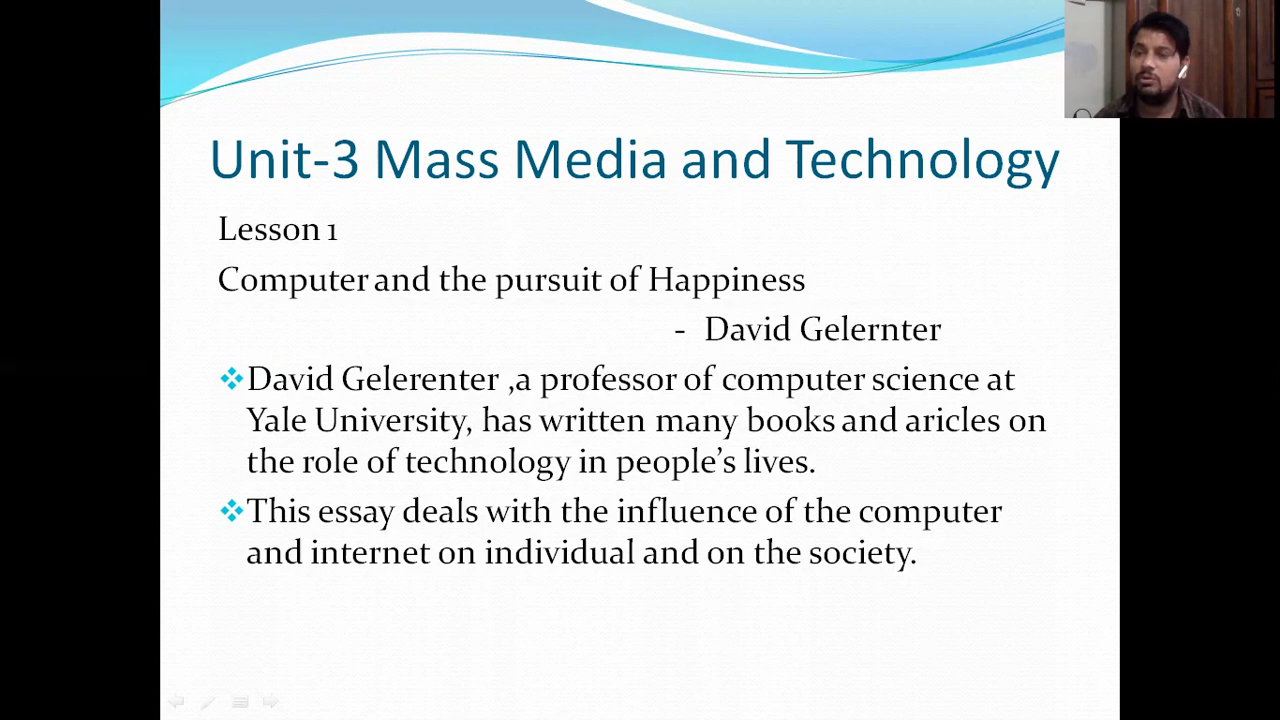 Unit-3 Mass Media and Technology
Lesson 1
Computer and the pursuit of Happiness
- David Gelernter
David Gelerenter ,a professor of computer science at
Yale University, has written many books and aricles on
the role of technology in people's lives.
This essay deals with the influence of the computer
and internet on individual and on the society.